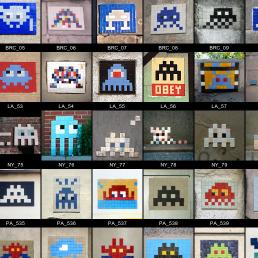 BRC_05 BRC_06 BRC_07 BRC_08 BRC_09
OBEY
LA_53 LA_54 LA_55 LA_56 LA_57
NY_75 NY_76 NY_77 NY_78 NY_79
PA_535 PA_536 PA_537 PA_538 PA_539